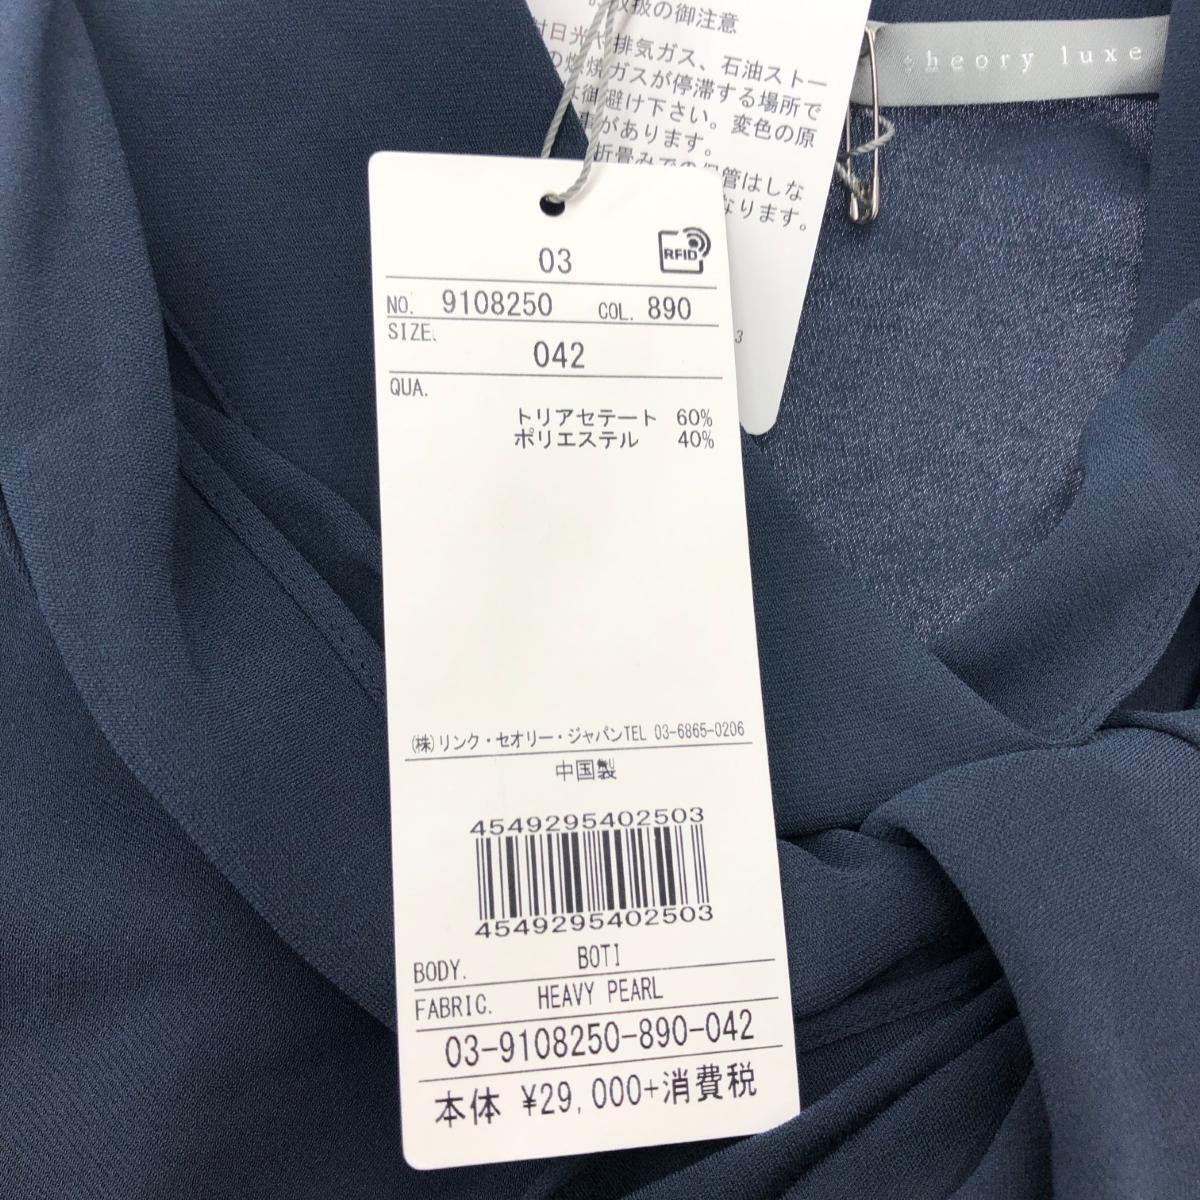 お取扱の御注意
日光や排気ガス、石油ストー
の燃焼ガスが停滞する場所で
御避け下さい。変色の原
があります。
折畳みでの保管はしな
なります。
3
theory luxe
03
RFID
NO. 9108250 COL. 890
SIZE.
042
QUA.
トリアセテート 60%
ポリエステル 40%
(株)リンク・セオリー・ジャパンTEL 03-6865-0206
中国製
4549295402503
4549295402503
BODY. BOTI
FABRIC. HEAVY PEARL
03-9108250-890-042
本体 ¥29,000+消費税